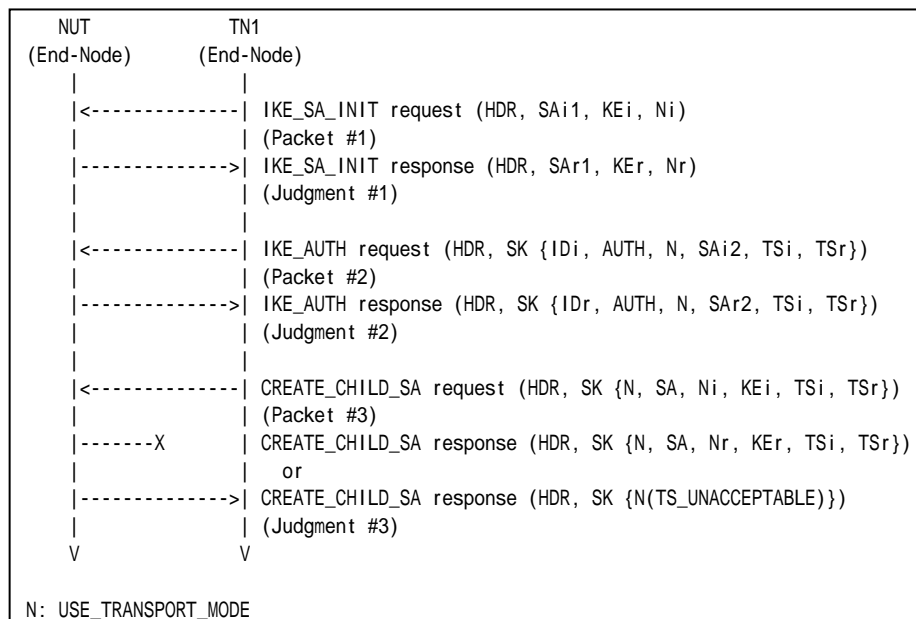 NUT TN1
(End-Node) (End-Node)
| |
|<--------------| IKE_SA_INIT request (HDR, SAi1, KEi, Ni)
| | (Packet #1)
|-------------->| IKE_SA_INIT response (HDR, SAr1, KEr, Nr)
| | (Judgment #1)
| |
|<--------------| IKE_AUTH request (HDR, SK {IDi, AUTH, N, SAi2, TSi, TSr})
| | (Packet #2)
|-------------->| IKE_AUTH response (HDR, SK {IDr, AUTH, N, SAr2, TSi, TSr})
| | (Judgment #2)
| |
|<--------------| CREATE_CHILD_SA request (HDR, SK {N, SA, Ni, KEi, TSi, TSr})
| | (Packet #3)
|-------X | CREATE_CHILD_SA response (HDR, SK {N, SA, Nr, KEr, TSi, TSr})
| | or
|-------------->| CREATE_CHILD_SA response (HDR, SK {N(TS_UNACCEPTABLE)})
| | (Judgment #3)
V V
N: USE_TRANSPORT_MODE